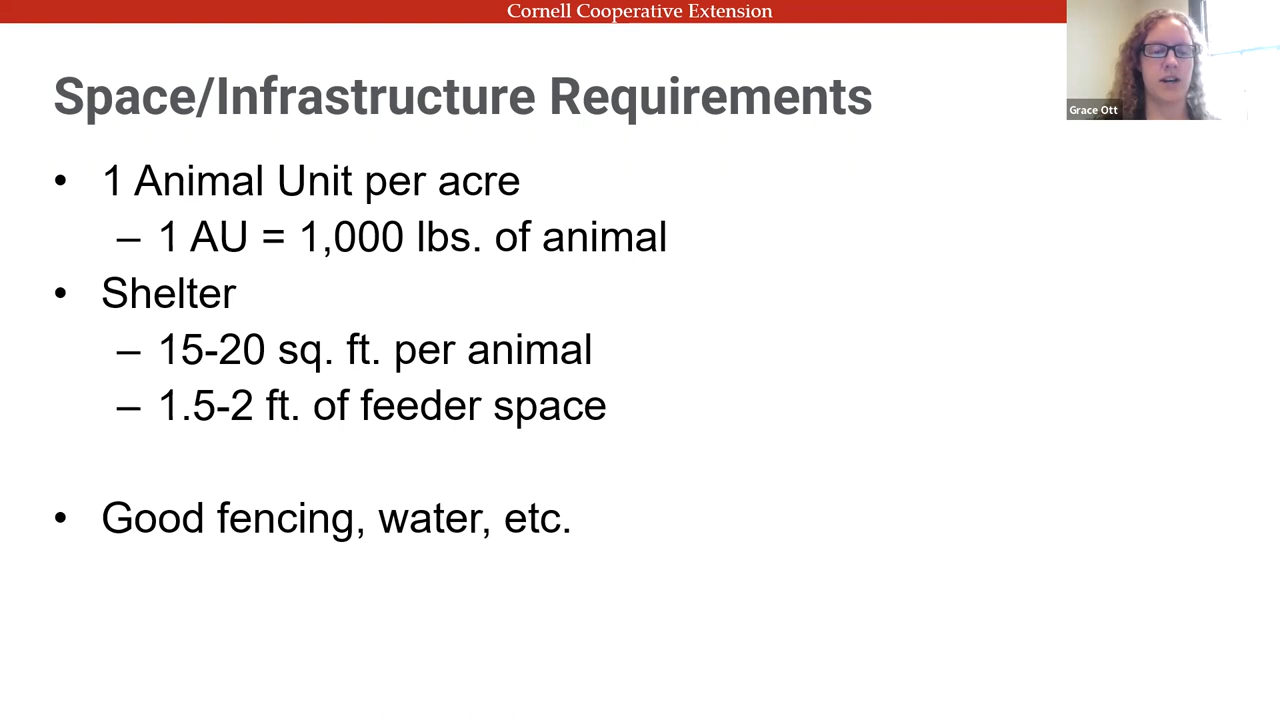 Cornell Cooperative Extension
Grace Ott
Space/Infrastructure Requirements
• 1 Animal Unit per acre
– 1 AU = 1,000 lbs. of animal
• Shelter
– 15-20 sq. ft. per animal
– 1.5-2 ft. of feeder space
• Good fencing, water, etc.